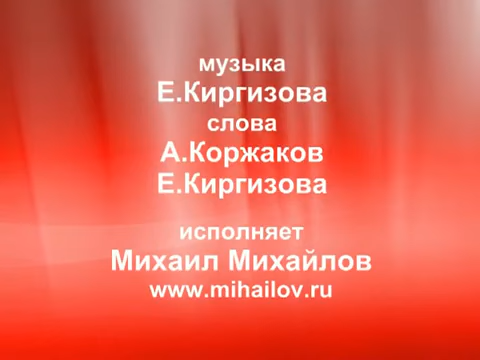 музыка
Е.Киргизова
слова
А.Коржаков
Е.Киргизова
исполняет
Михаил Михайлов
www.mihailov.ru